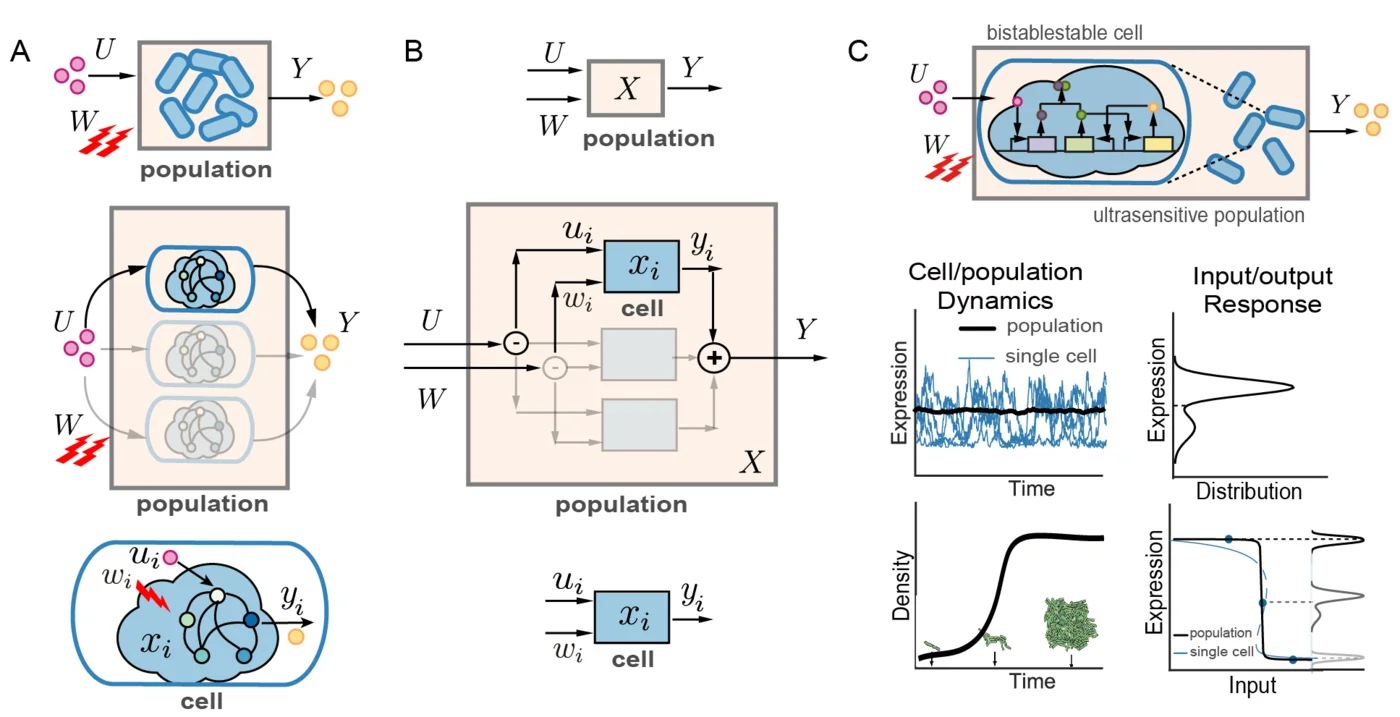 A
U
Y
W
population
U
Y
W
population
u_i
w_i
y_i
x_i
cell
B
U
Y
X
W
population
u_i
y_i
x_i
w_i
cell
U
-
-
+
Y
W
X
population
u_i
y_i
x_i
w_i
cell
C
bistablestable cell
U
Y
W
ultrasensitive population
Cell/population
Dynamics
population
single cell
Expression
Time
Input/output
Response
Expression
Distribution
Density
Time
Expression
population
single cell
Input